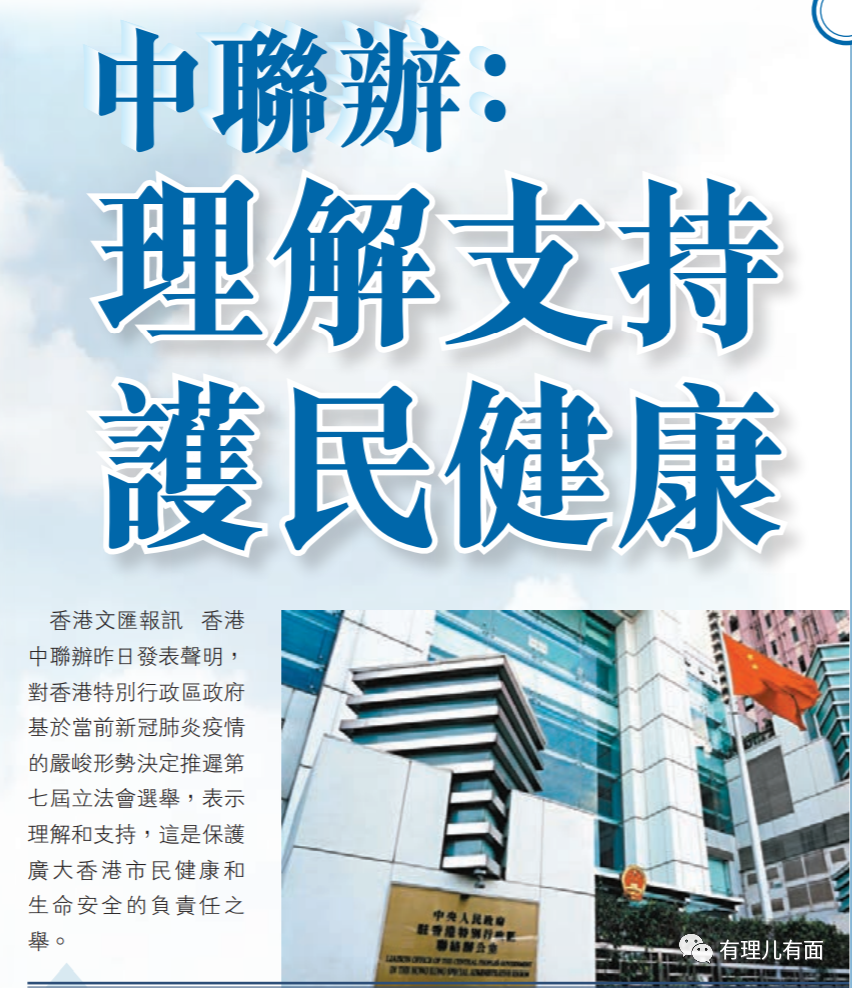 中聯辦：
理解支持
護民健康
香港文匯報訊 香港
中聯辦昨日發表聲明，
對香港特別行政區政府
基於當前新冠肺炎疫情
的嚴峻形勢決定推遲第
七屆立法會選舉，表示
理解和支持，這是保護
廣大香港市民健康和
生命安全的負責任之
舉。
中央人民政府
駐香港特別行政區
聯絡辦公室
LIAISON OFFICE OF THE CENTRAL PEOPLE'S GOVERNMENT
IN THE HONG KONG SPECIAL ADMINISTRATIVE REGION
有理儿有面